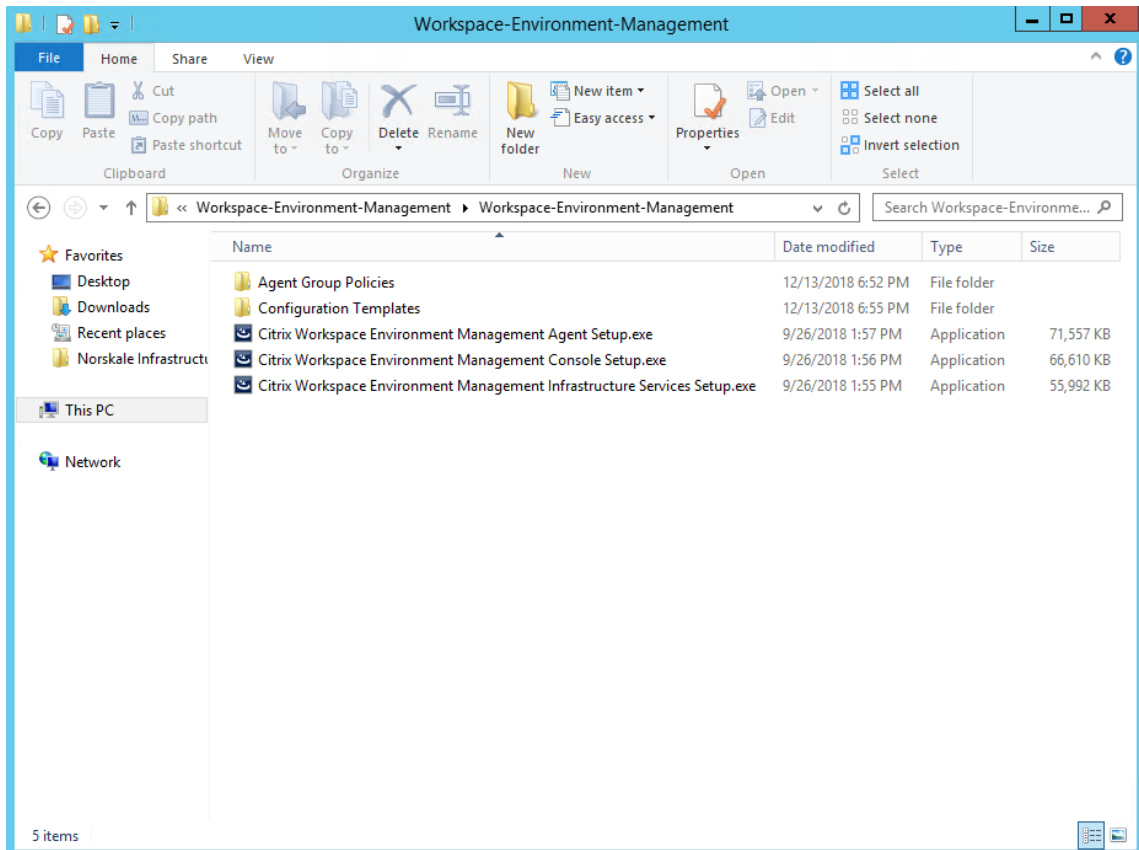 Workspace-Environment-Management
File Home Share View
Copy
Paste
Cut
Copy path
Paste shortcut
Clipboard
Move to
Copy to
Delete
Rename
Organize
New folder
New item
Easy access
New
Properties
Open
Edit
Open
Select all
Select none
Invert selection
Select
« Workspace-Environment-Management Workspace-Environment-Management
Search Workspace-Environme...
Favorites
Desktop
Downloads
Recent places
Norskale Infrastructu
This PC
Network
Name Date modified Type Size
Agent Group Policies 12/13/2018 6:52 PM File folder
Configuration Templates 12/13/2018 6:55 PM File folder
Citrix Workspace Environment Management Agent Setup.exe 9/26/2018 1:57 PM Application 71,557 KB
Citrix Workspace Environment Management Console Setup.exe 9/26/2018 1:56 PM Application 66,610 KB
Citrix Workspace Environment Management Infrastructure Services Setup.exe 9/26/2018 1:55 PM Application 55,992 KB
5 items